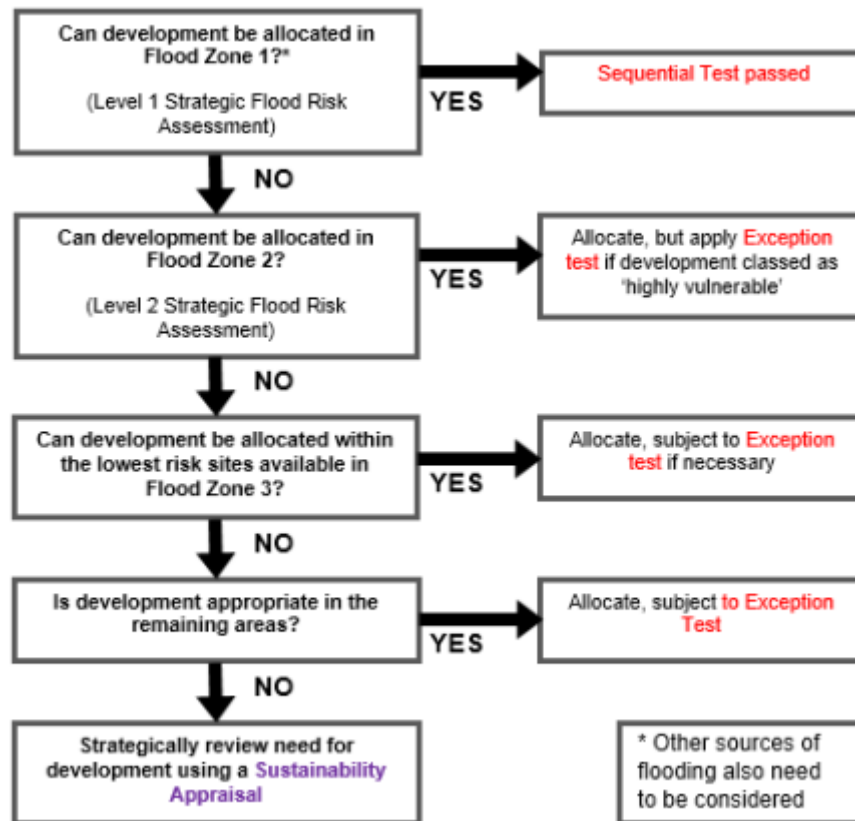 Can development be allocated in
Flood Zone 1?*
(Level 1 Strategic Flood Risk
Assessment)
YES
Sequential Test passed
NO
Can development be allocated in
Flood Zone 2?
(Level 2 Strategic Flood Risk
Assessment)
YES
Allocate, but apply Exception
test if development classed as
‘highly vulnerable’
NO
Can development be allocated within
the lowest risk sites available in
Flood Zone 3?
YES
Allocate, subject to Exception
test if necessary
NO
Is development appropriate in the
remaining areas?
YES
Allocate, subject to Exception
Test
NO
Strategically review need for
development using a Sustainability
Appraisal
* Other sources of
flooding also need
to be considered